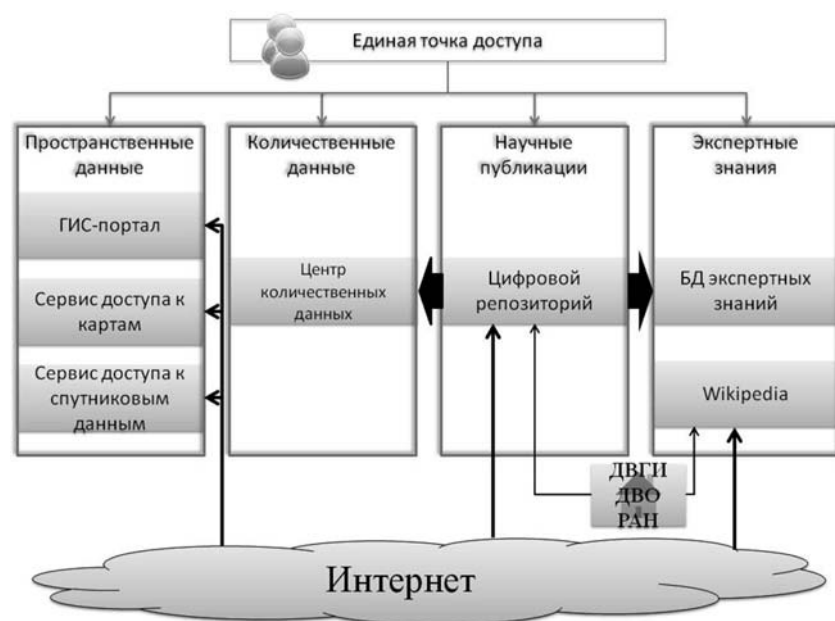 Единая точка доступа
Пространственные
данные
ГИС-портал
Сервис доступа к
картам
Сервис доступа к
спутниковым
данным
Количественные
данные
Центр
количественных
данных
Научные
публикации
Цифровой
репозиторий
Экспертные
знания
БД экспертных
знаний
Wikipedia
ДВГИ
ДВО
РАН
Интернет